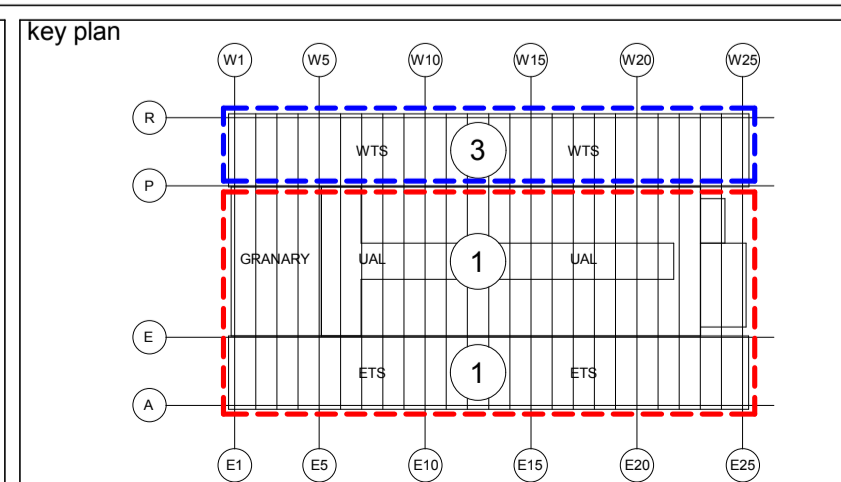 key plan
W1 W5 W10 W15 W20 W25
R
WTS 3 WTS
P
GRANARY UAL 1 UAL
E
ETS 1 ETS
A
E1 E5 E10 E15 E20 E25